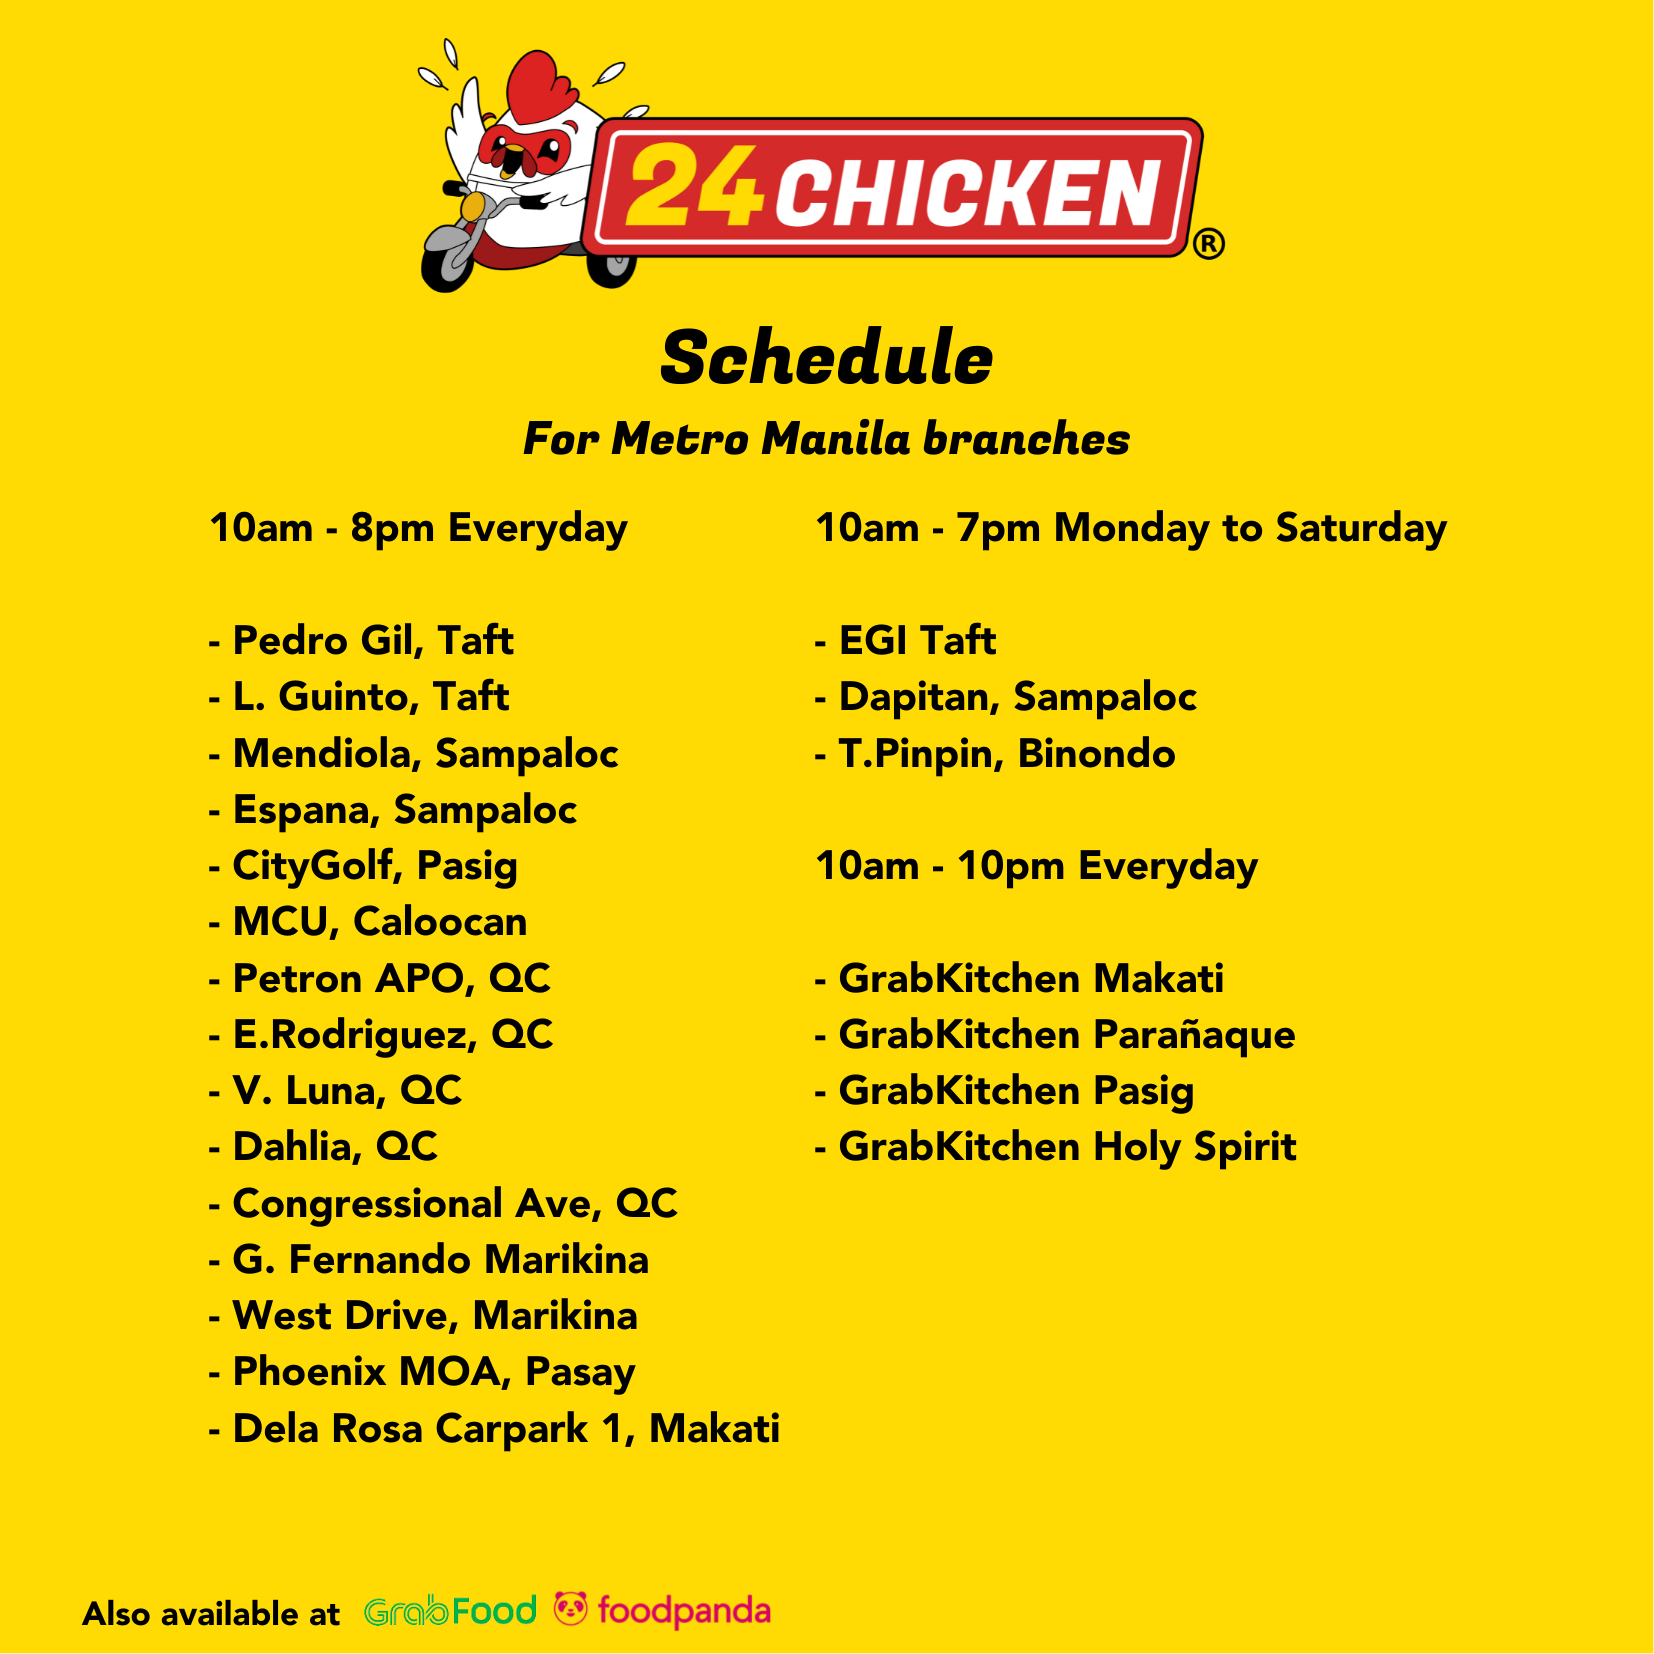 24 CHICKEN
®
Schedule
For Metro Manila branches
10am - 8pm Everyday
- Pedro Gil, Taft
- L. Guinto, Taft
- Mendiola, Sampaloc
- Espana, Sampaloc
- CityGolf, Pasig
- MCU, Caloocan
- Petron APO, QC
- E.Rodriguez, QC
- V. Luna, QC
- Dahlia, QC
- Congressional Ave, QC
- G. Fernando Marikina
- West Drive, Marikina
- Phoenix MOA, Pasay
- Dela Rosa Carpark 1, Makati
10am - 7pm Monday to Saturday
- EGI Taft
- Dapitan, Sampaloc
- T.Pinpin, Binondo
10am - 10pm Everyday
- GrabKitchen Makati
- GrabKitchen Parañaque
- GrabKitchen Pasig
- GrabKitchen Holy Spirit
Also available at GrabFood foodpanda